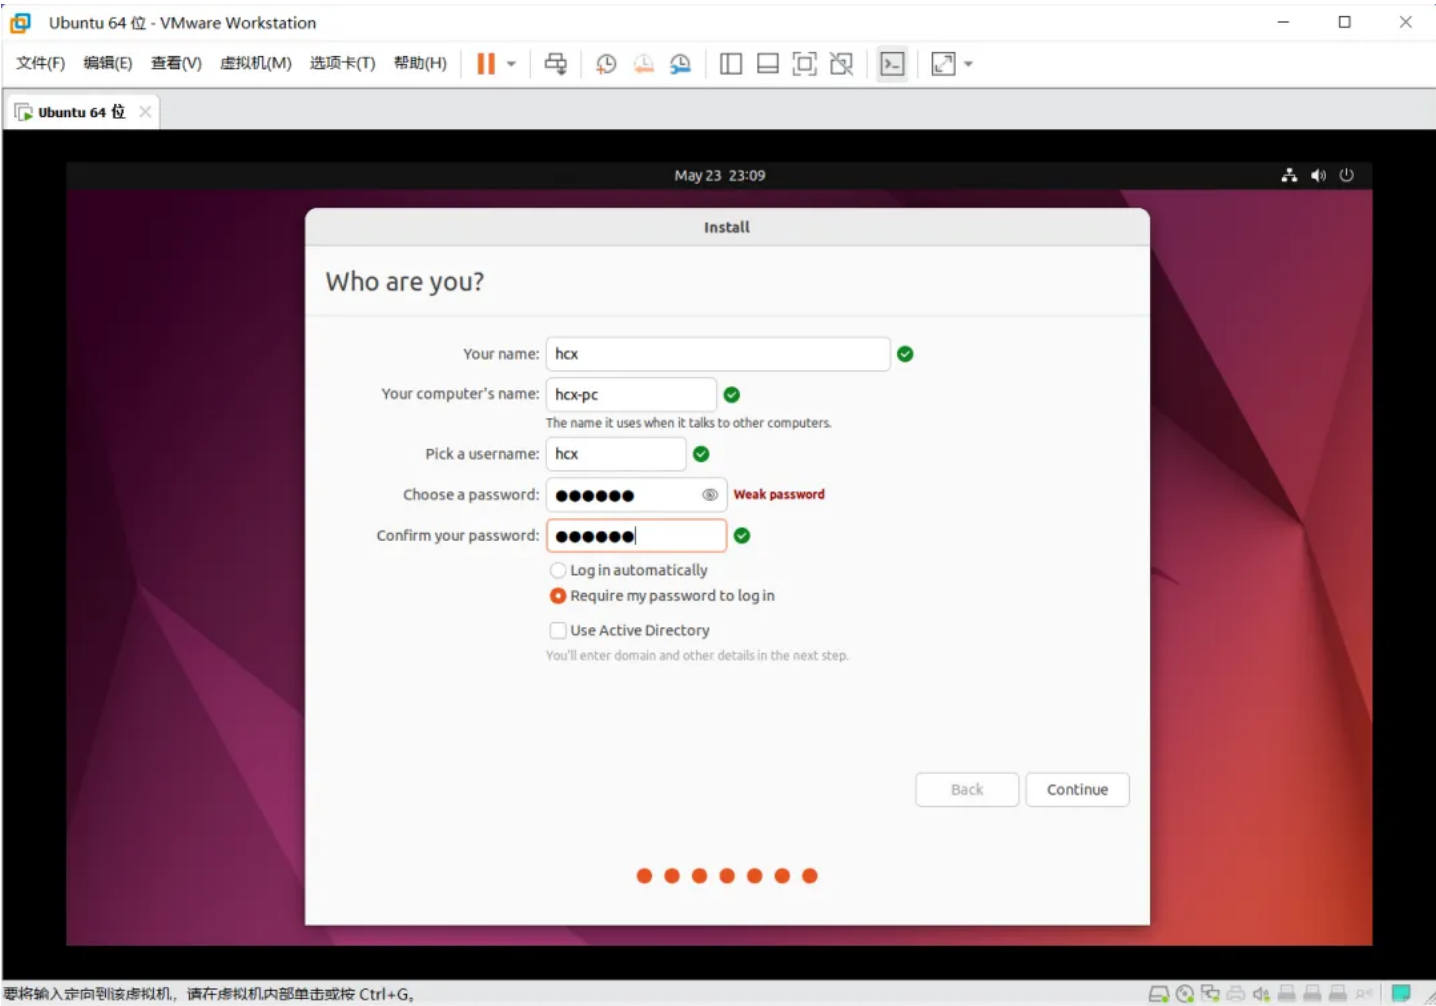 Ubuntu 64 位 - VMware Workstation
文件(F) 编辑(E) 查看(V) 虚拟机(M) 选项卡(T) 帮助(H)
Ubuntu 64 位
May 23 23:09
Install
Who are you?
Your name: hcx
Your computer's name: hcx-pc
The name it uses when it talks to other computers.
Pick a username: hcx
Choose a password: ●●●●●● Weak password
Confirm your password: ●●●●●●
Log in automatically
Require my password to log in
Use Active Directory
You'll enter domain and other details in the next step.
Back Continue
要将输入定向到该虚拟机，请在虚拟机内部单击或按 Ctrl+G。